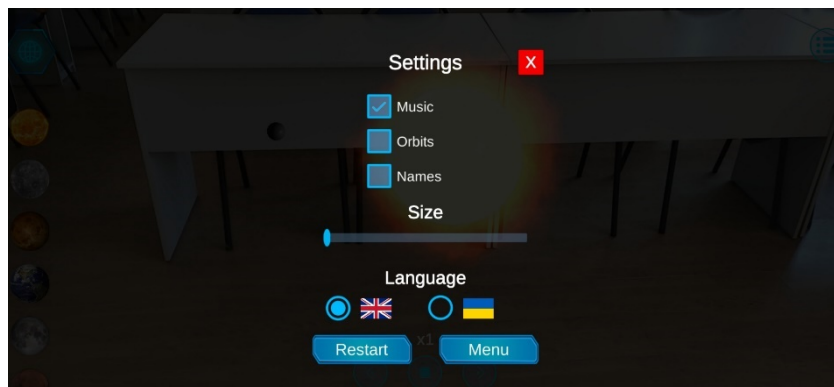 Settings
X
Music
Orbits
Names
Size
Language
x1
Restart
Menu